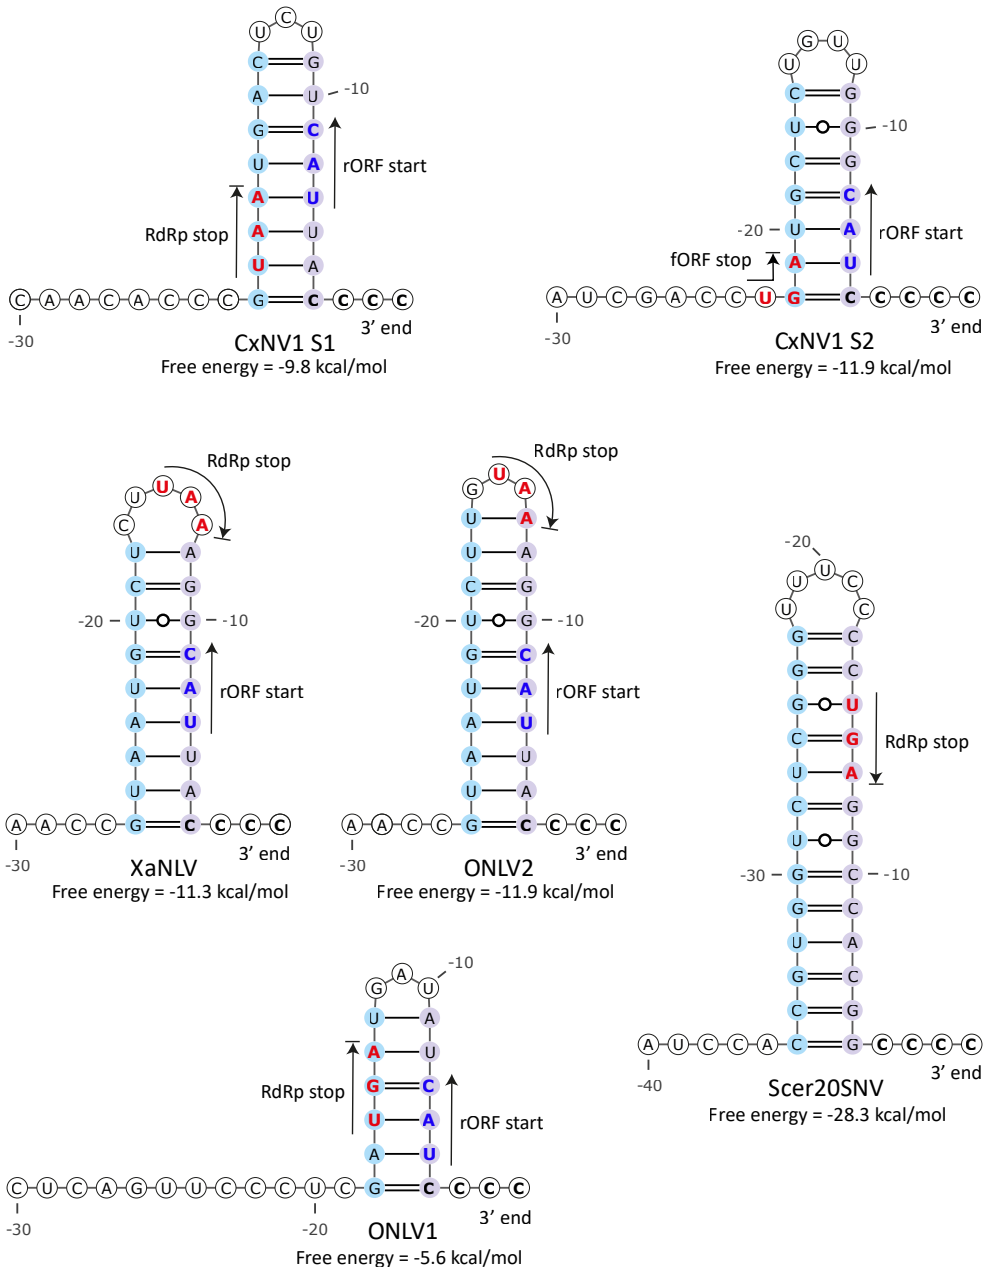 U C U
C G
A U -10
G C
U A rORF start
A U
RdRp stop A U
U A
C A A C A C C C G C C C C
-30
3' end
CxNV1 S1
Free energy = -9.8 kcal/mol
U G U U
C G
U G -10
C G
G C
-20 U A rORF start
fORF stop A U
A U C G A C C U G C C C C C
-30
3' end
CxNV1 S2
Free energy = -11.9 kcal/mol
RdRp stop
C U U A A
U A
C G
-20 U G -10
G C
U A rORF start
A U
A U
U A
A A C C G C C C C
-30
3' end
XaNLV
Free energy = -11.3 kcal/mol
RdRp stop
G U A
U A
U A
C G
-20 U G -10
G C
U A rORF start
A U
A U
U A
A A C C G C C C C
-30
3' end
ONLV2
Free energy = -11.9 kcal/mol
-20
U U U C C
G C
G C
G U
C G RdRp stop
U A
C G
U G
-30 G C -10
G C
U A
G C
C G
A U C C A C G C C C C
-40
3' end
Scer20SNV
Free energy = -28.3 kcal/mol
G A U -10
U A
A U
RdRp stop G C
U A rORF start
A U
C U C A G U U C C C U C G C C C C
-30
-20
3' end
ONLV1
Free energy = -5.6 kcal/mol